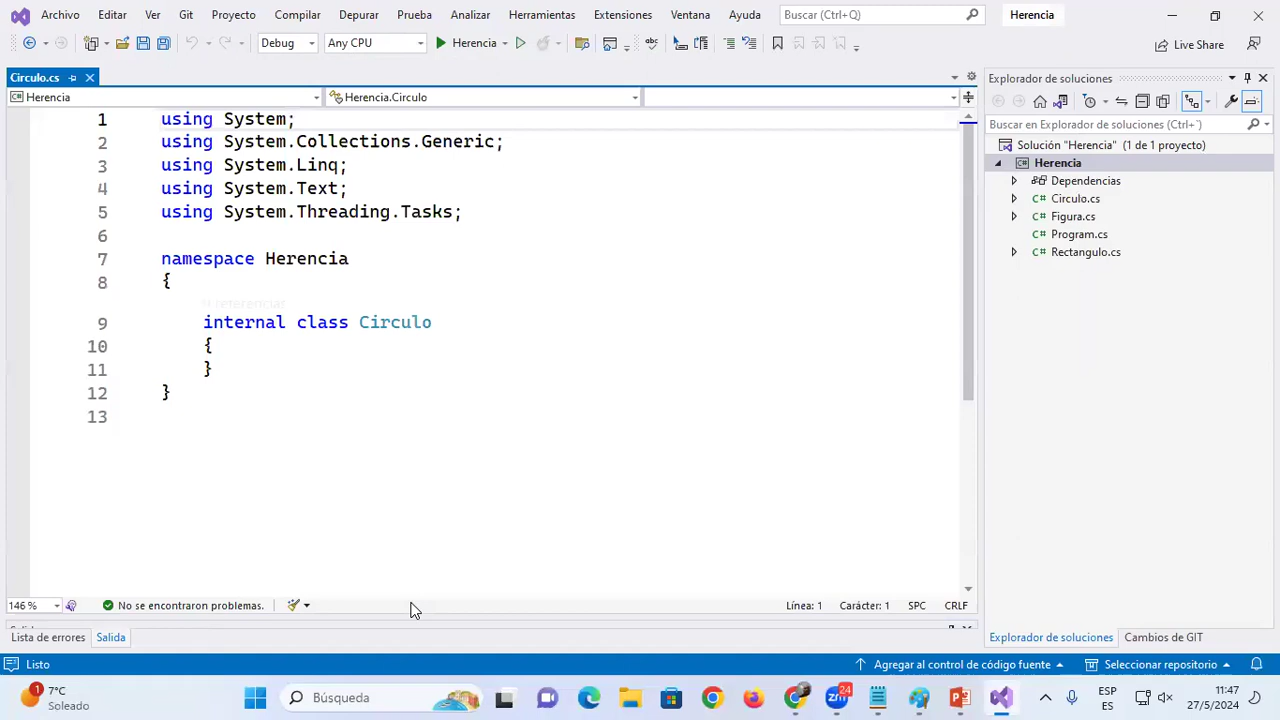 Archivo Editar Ver Git Proyecto Compilar Depurar Prueba Analizar Herramientas Extensiones Ventana Ayuda Buscar (Ctrl+Q) Herencia
Debug Any CPU Herencia Live Share
Circulo.cs Explorador de soluciones
Herencia Herencia.Circulo
Buscar en Explorador de soluciones (Ctrl+´)
Solución "Herencia" (1 de 1 proyecto)
Herencia
Dependencias
Circulo.cs
Figura.cs
Program.cs
Rectangulo.cs
1 using System;
2 using System.Collections.Generic;
3 using System.Linq;
4 using System.Text;
5 using System.Threading.Tasks;
6
7 namespace Herencia
8 {
referencias
9 internal class Circulo
10 {
11 }
12 }
13
146 % No se encontraron problemas. Línea: 1 Carácter: 1 SPC CRLF
Lista de errores Salida Explorador de soluciones Cambios de GIT
Listo Agregar al control de código fuente Seleccionar repositorio
1 7°C Soleado Búsqueda zm 24 ESP ES 11:47 27/5/2024